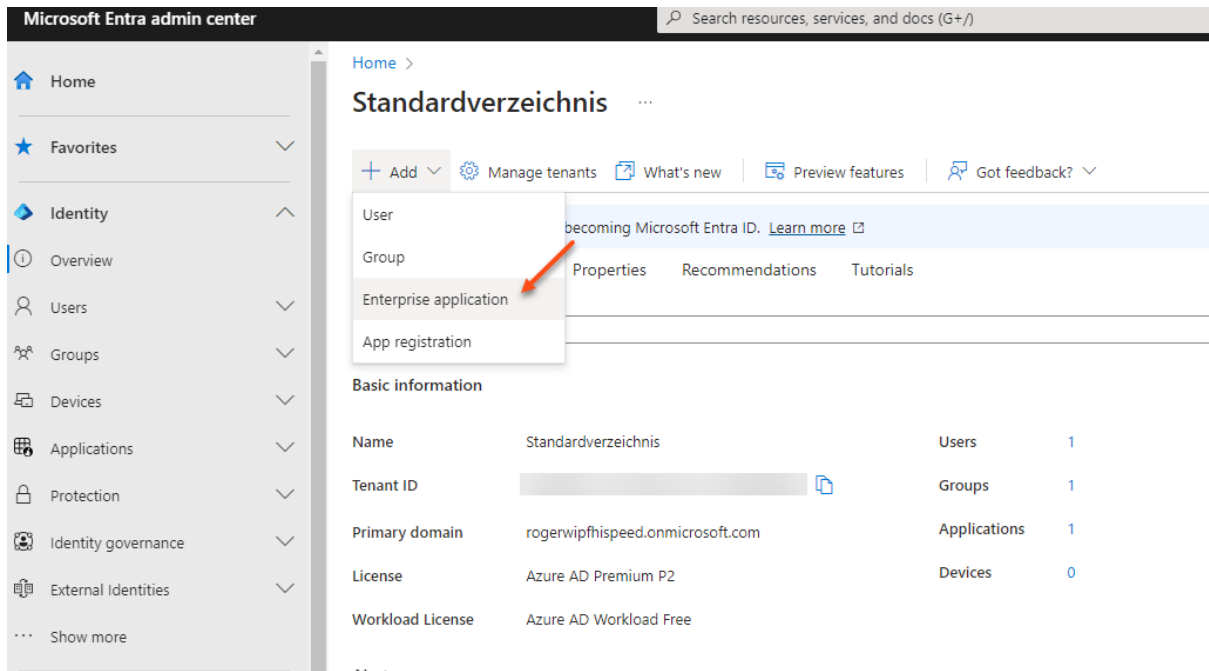 Microsoft Entra admin center
Search resources, services, and docs (G+/)
Home
Favorites
Identity
Overview
Users
Groups
Devices
Applications
Protection
Identity governance
External Identities
Show more
Home >
Standardverzeichnis ...
Add
Manage tenants
What's new
Preview features
Got feedback?
User
Group
Enterprise application
App registration
becoming Microsoft Entra ID. Learn more
Properties Recommendations Tutorials
Basic information
Name Standardverzeichnis Users 1
Tenant ID Groups 1
Primary domain rogerwipfhispeed.onmicrosoft.com Applications 1
License Azure AD Premium P2 Devices 0
Workload License Azure AD Workload Free